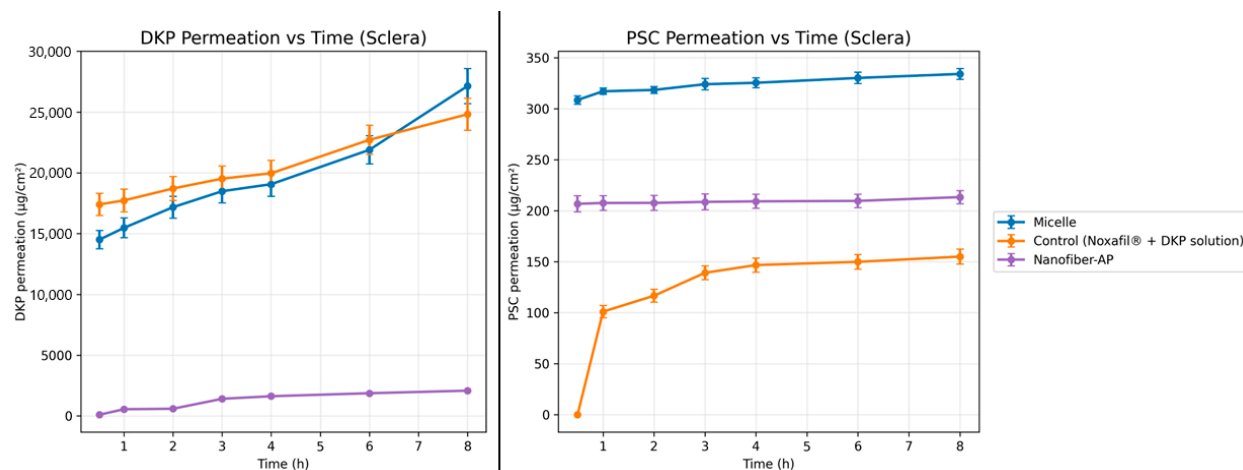 DKP Permeation vs Time (Sclera)
DKP permeation (µg/cm²)
30,000
25,000
20,000
15,000
10,000
5000
0
1 2 3 4 5 6 7 8
Time (h)
PSC Permeation vs Time (Sclera)
PSC permeation (µg/cm²)
350
300
250
200
150
100
50
0
1 2 3 4 5 6 7 8
Time (h)
Micelle
Control (Noxafil® + DKP solution)
Nanofiber-AP